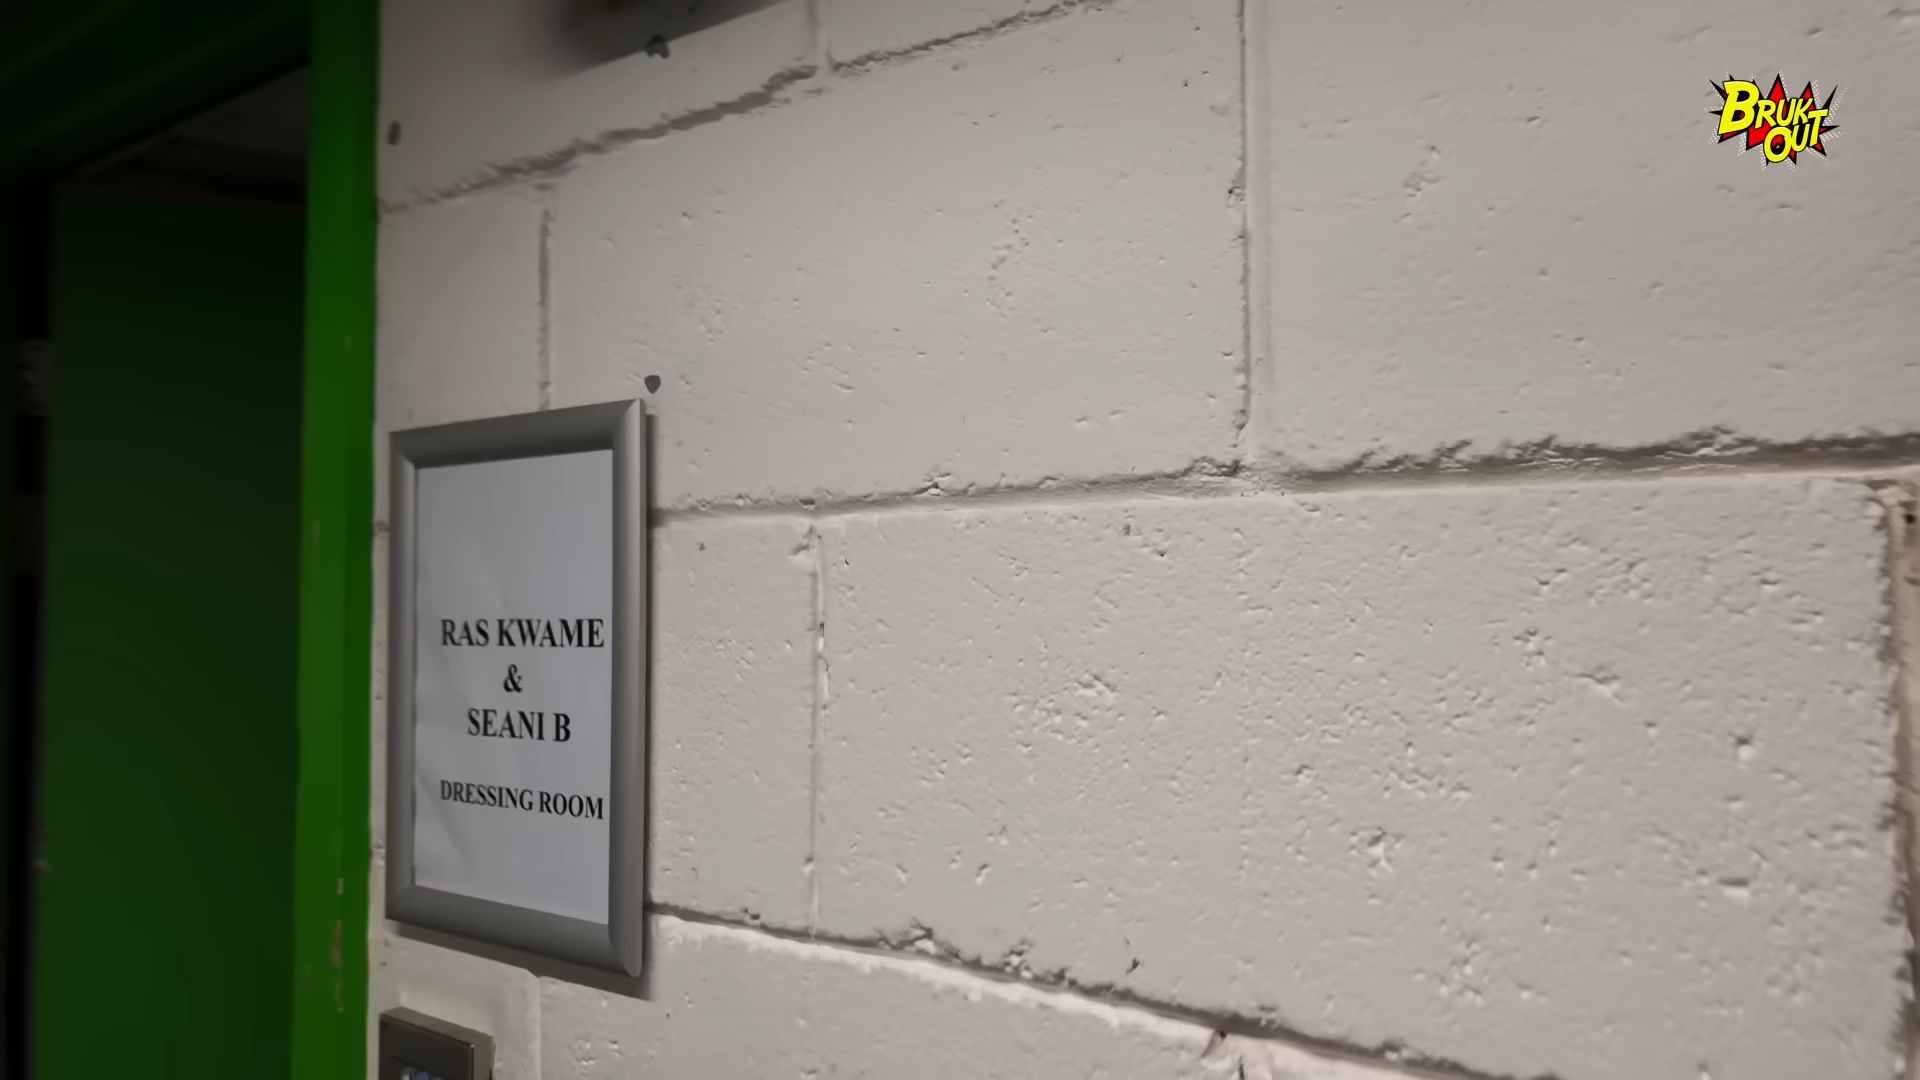 BRUK
OUT
RAS KWAME
&
SEANI B
DRESSING ROOM